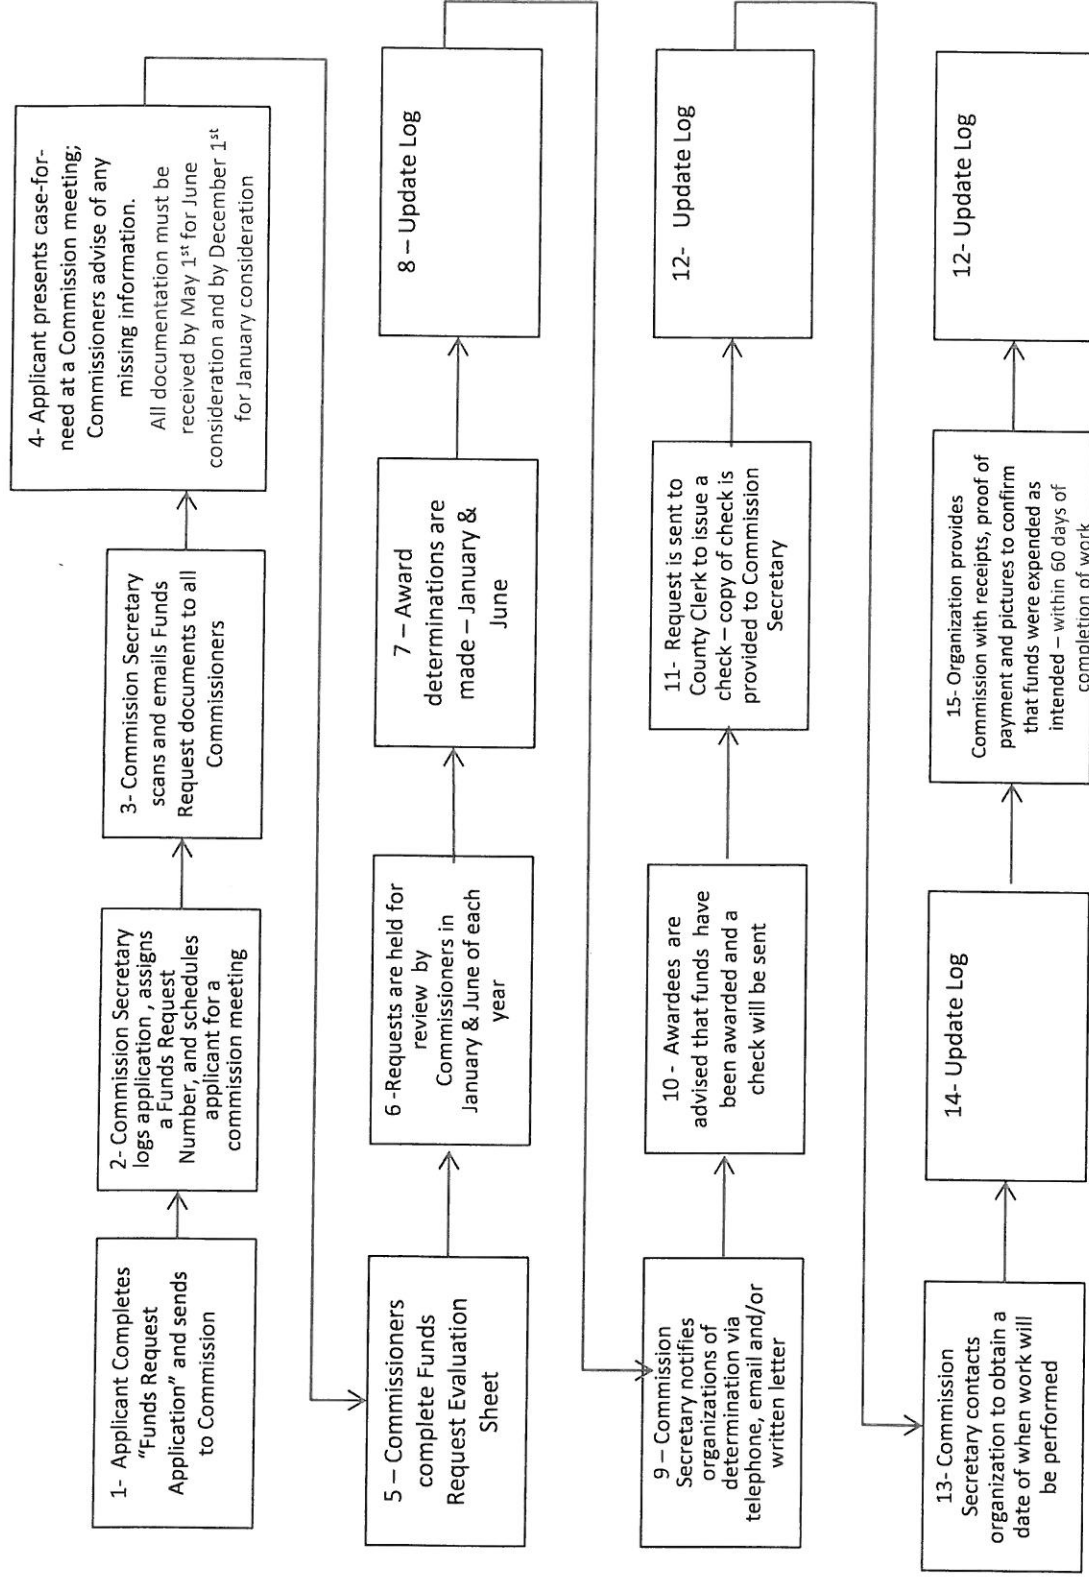 1- Applicant Completes
"Funds Request
Application" and sends
to Commission
2- Commission Secretary
logs application , assigns
a Funds Request
Number, and schedules
applicant for a
commission meeting
3- Commission Secretary
scans and emails Funds
Request documents to all
Commissioners
4- Applicant presents case-for-
need at a Commission meeting;
Commissioners advise of any
missing information.
All documentation must be
received by May 1st for June
consideration and by December 1st
for January consideration
5 – Commissioners
complete Funds
Request Evaluation
Sheet
6 -Requests are held for
review by
Commissioners in
January & June of each
year
7 – Award
determinations are
made – January &
June
8 – Update Log
9 – Commission
Secretary notifies
organizations of
determination via
telephone, email and/or
written letter
10 - Awardees are
advised that funds have
been awarded and a
check will be sent
11- Request is sent to
County Clerk to issue a
check – copy of check is
provided to Commission
Secretary
12- Update Log
13- Commission
Secretary contacts
organization to obtain a
date of when work will
be performed
14- Update Log
15- Organization provides
Commission with receipts, proof of
payment and pictures to confirm
that funds were expended as
intended – within 60 days of
completion of work
12- Update Log